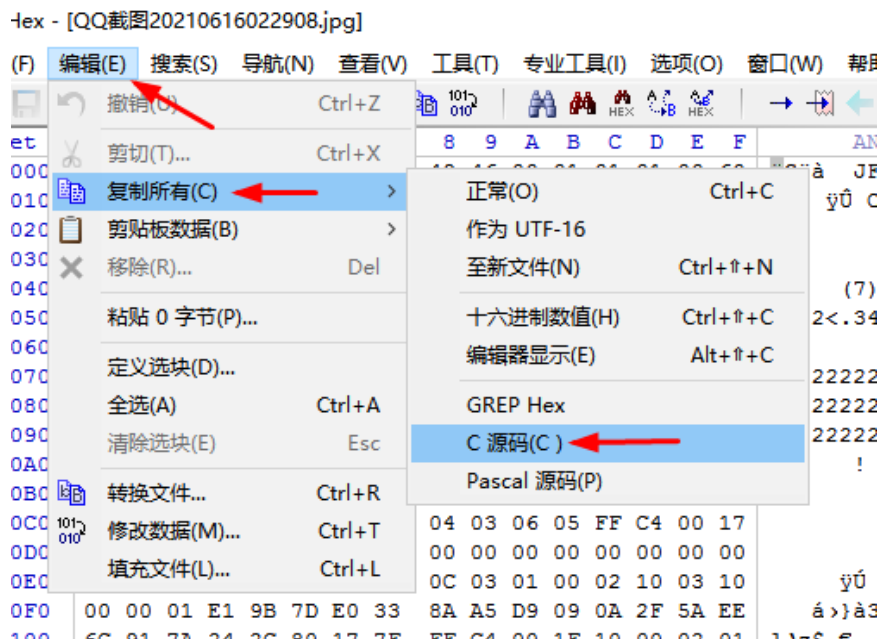 Hex - [QQ截图20210616022908.jpg]
(F) 编辑(E) 搜索(S) 导航(N) 查看(V) 工具(T) 专业工具(I) 选项(O) 窗口(W) 帮助
撤销(U) Ctrl+Z
剪切(T)... Ctrl+X
复制所有(C) >
剪贴板数据(B) >
移除(R)... Del
粘贴 0 字节(P)...
定义选块(D)...
全选(A) Ctrl+A
清除选块(E) Esc
转换文件... Ctrl+R
修改数据(M)... Ctrl+T
填充文件(L)... Ctrl+L
正常(O) Ctrl+C
作为 UTF-16
至新文件(N) Ctrl+⇑+N
十六进制数值(H) Ctrl+⇑+C
编辑器显示(E) Alt+⇑+C
GREP Hex
C 源码(C )
Pascal 源码(P)
et 8 9 A B C D E F AN
000 à JF
010 ÿÛ C
020
030
040 (7)
050 2<.34
060
070 22222
080 22222
090 22222
0A0 !
0B0
0C0 04 03 06 05 FF C4 00 17
0D0 00 00 00 00 00 00 00 00
0E0 0C 03 01 00 02 10 03 10 ÿÚ
0F0 00 00 01 E1 9B 7D E0 33 8A A5 D9 09 0A 2F 5A EE á›}à3